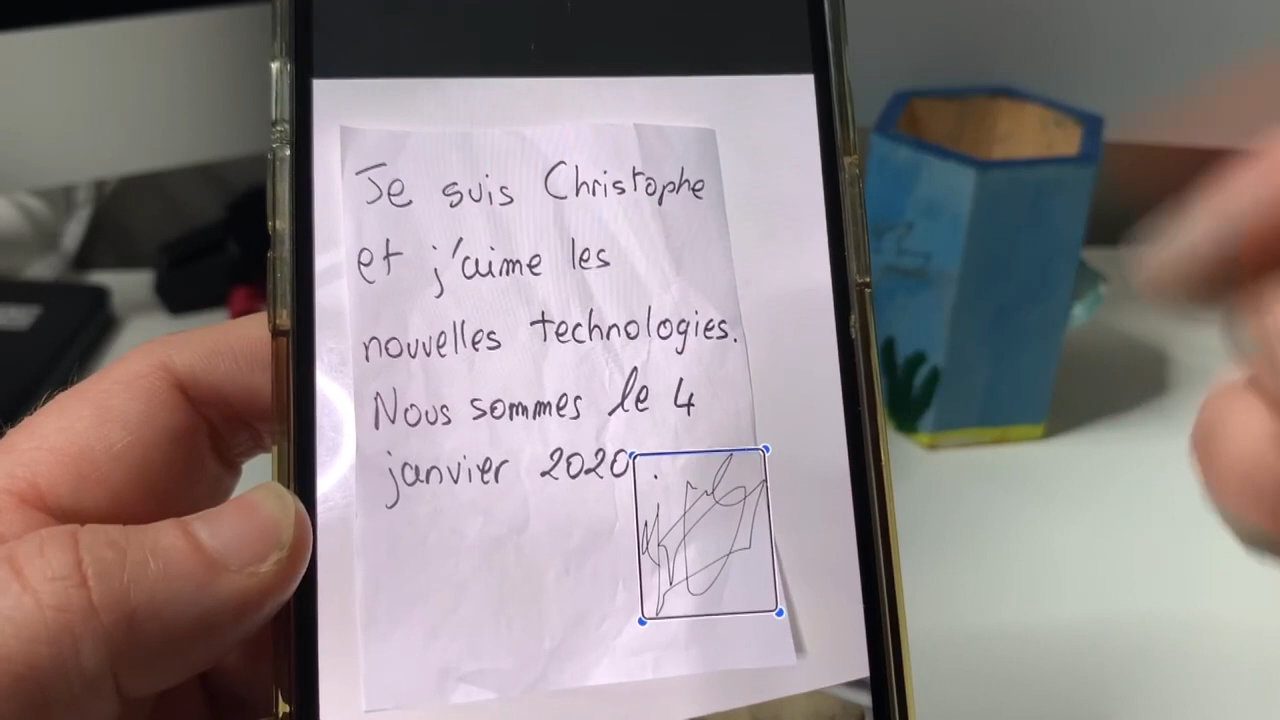 Je suis Christophe
et j'aime les
nouvelles technologies.
Nous sommes le 4
janvier 2020.